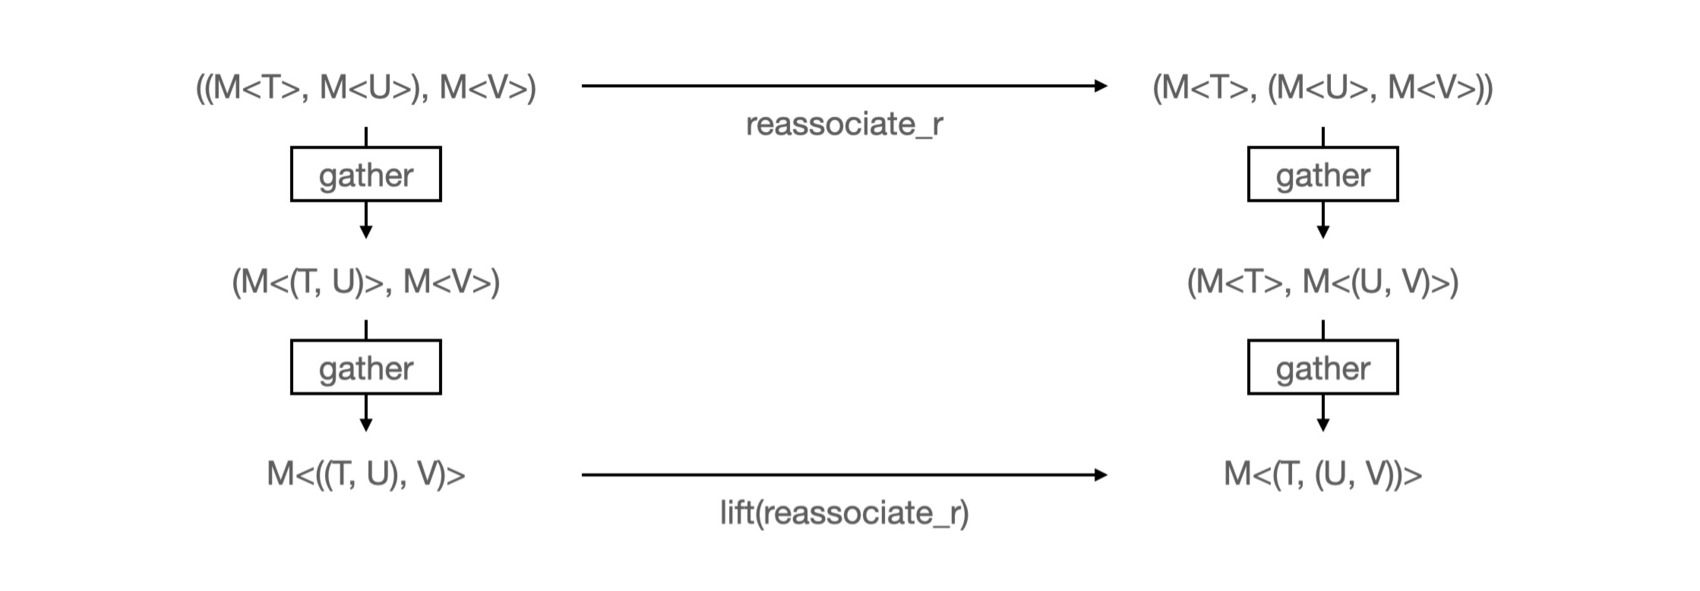 ((M<T>, M<U>), M<V>)
reassociate_r
(M<T>, (M<U>, M<V>))
gather
gather
(M<(T, U)>, M<V>)
(M<T>, M<(U, V)>)
gather
gather
M<((T, U), V)>
lift(reassociate_r)
M<(T, (U, V))>